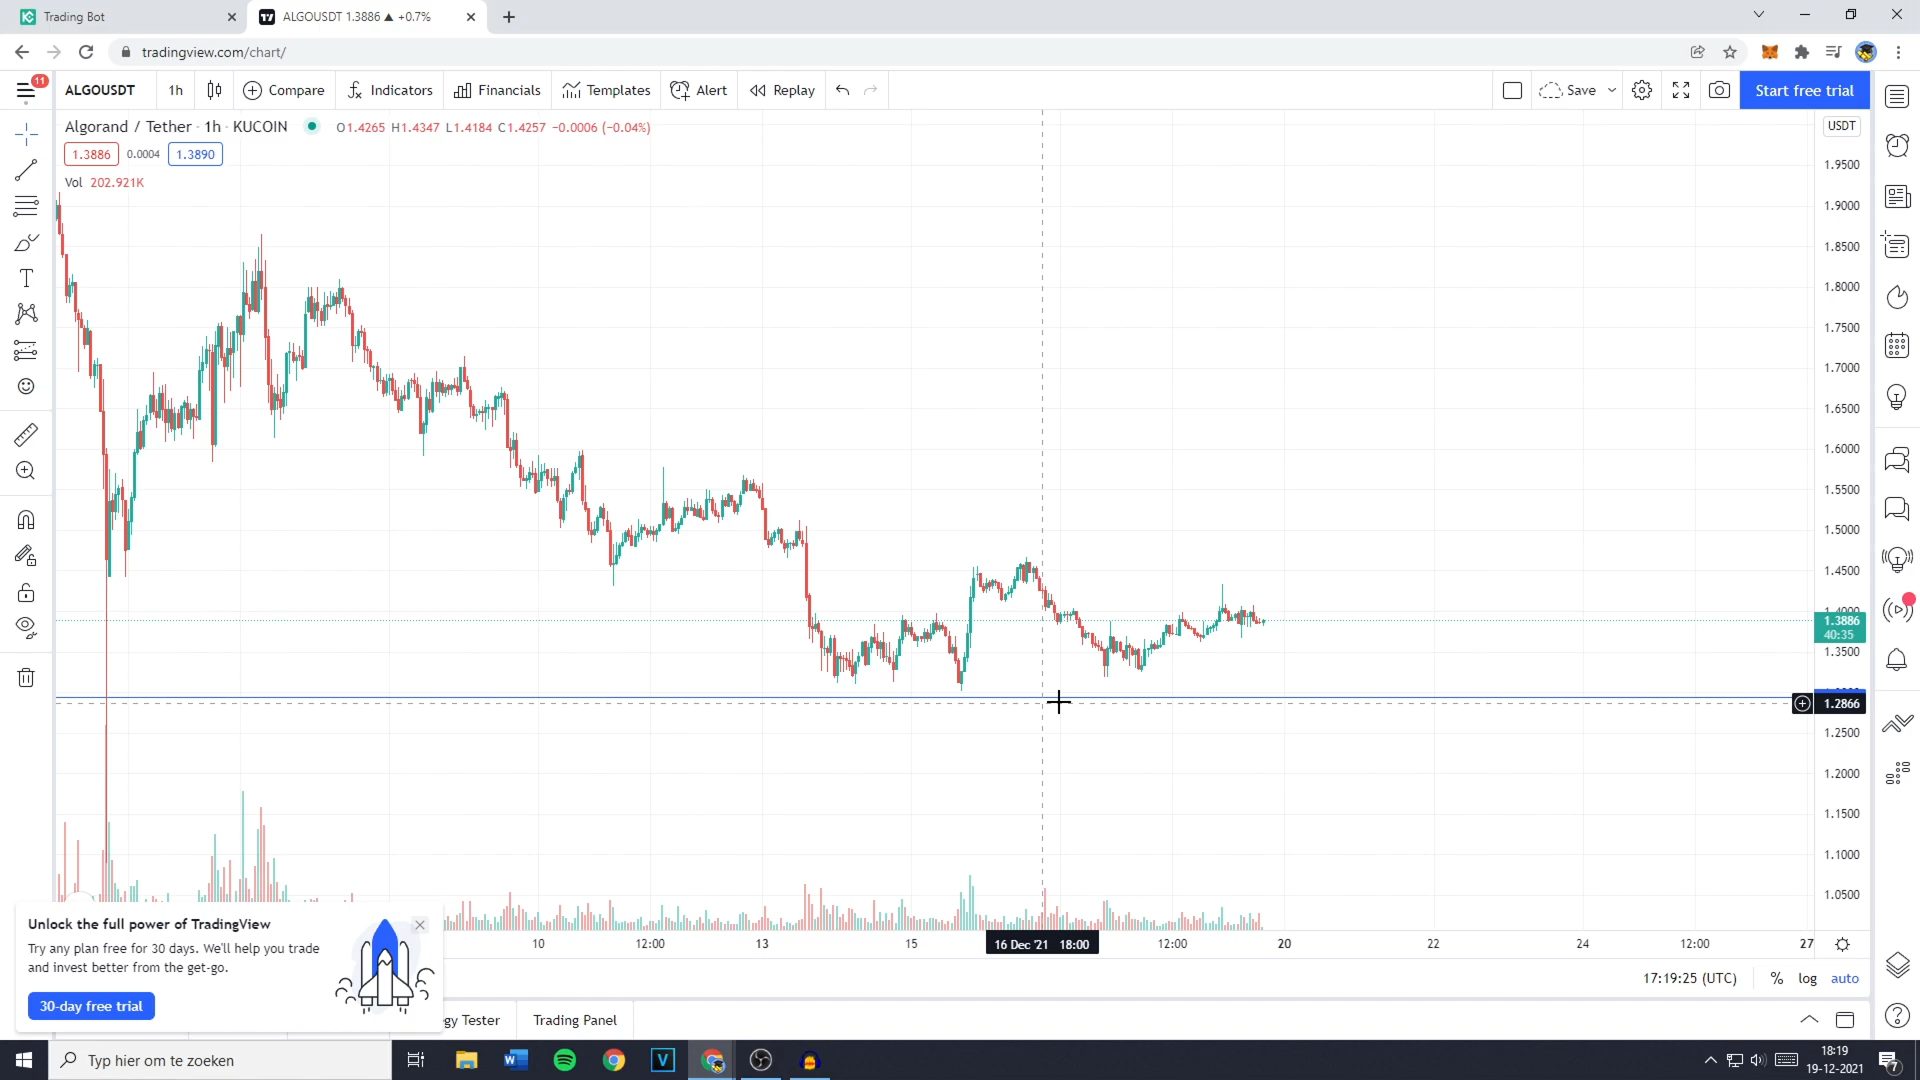 Trading Bot
ALGOUSDT 1.3886 ▲ +0.7%
tradingview.com/chart/
11
ALGOUSDT 1h Compare Indicators Financials Templates Alert Replay Save Start free trial
Algorand / Tether · 1h · KUCOIN O1.4265 H1.4347 L1.4184 C1.4257 −0.0006 (−0.04%)
USDT
1.3886 0.0004 1.3890
Vol 202.921K
1.9500
1.9000
1.8500
1.8000
1.7500
1.7000
1.6500
1.6000
1.5500
1.5000
1.4500
1.3886
40:35
1.3500
1.2866
1.2500
1.2000
1.1500
1.1000
1.0500
10 12:00 13 15 16 Dec '21 18:00 12:00 20 22 24 12:00 27
Unlock the full power of TradingView
Try any plan free for 30 days. We'll help you trade
and invest better from the get-go.
30-day free trial
17:19:25 (UTC) % log auto
gy Tester Trading Panel
Typ hier om te zoeken
18:19
19-12-2021
7